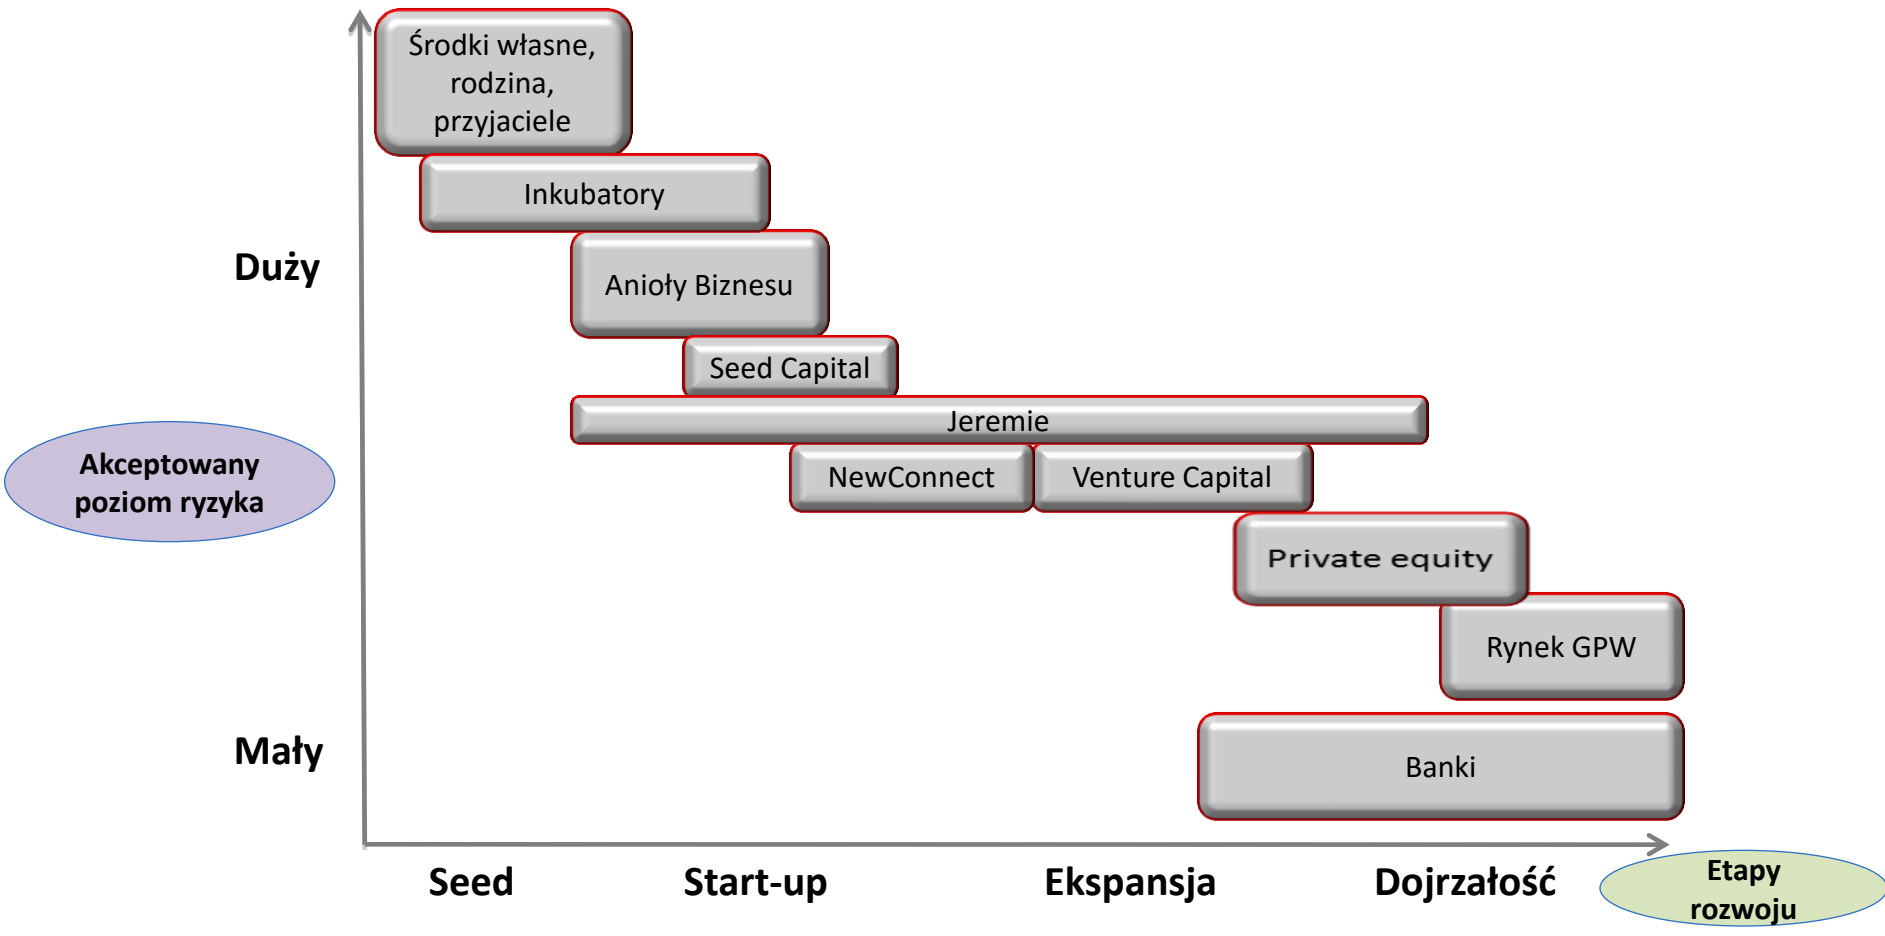 Środki własne,
rodzina,
przyjaciele
Inkubatory
Duży
Anioły Biznesu
Seed Capital
Jeremie
Akceptowany
poziom ryzyka
NewConnect
Venture Capital
Private equity
Rynek GPW
Mały
Banki
Seed
Start-up
Ekspansja
Dojrzałość
Etapy
rozwoju